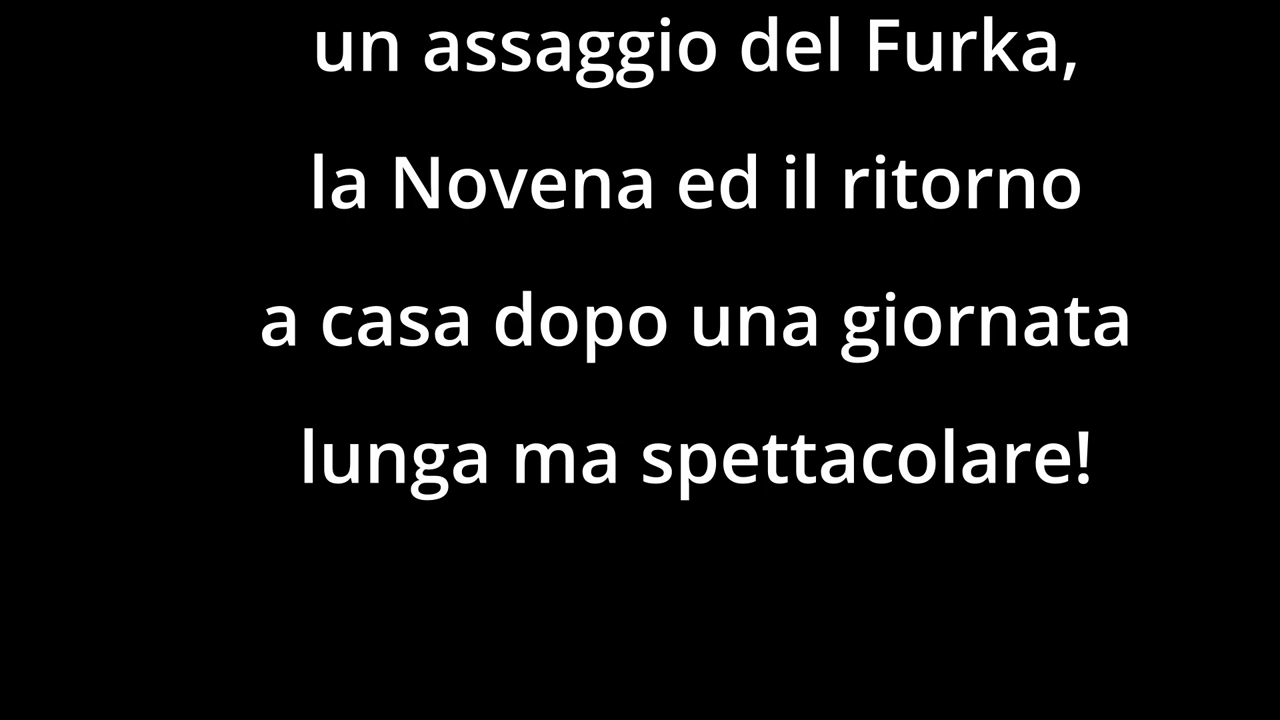 un assaggio del Furka,
la Novena ed il ritorno
a casa dopo una giornata
lunga ma spettacolare!